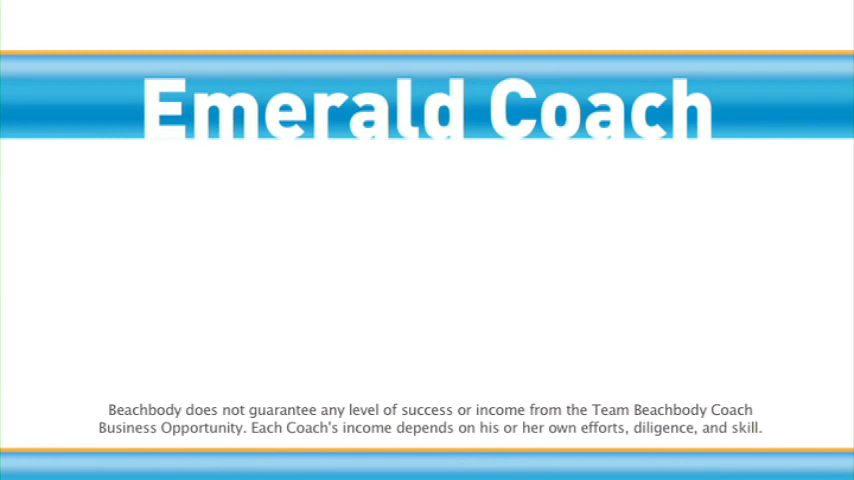 Emerald Coach
Beachbody does not guarantee any level of success or income from the Team Beachbody Coach
Business Opportunity. Each Coach's income depends on his or her own efforts, diligence, and skill.